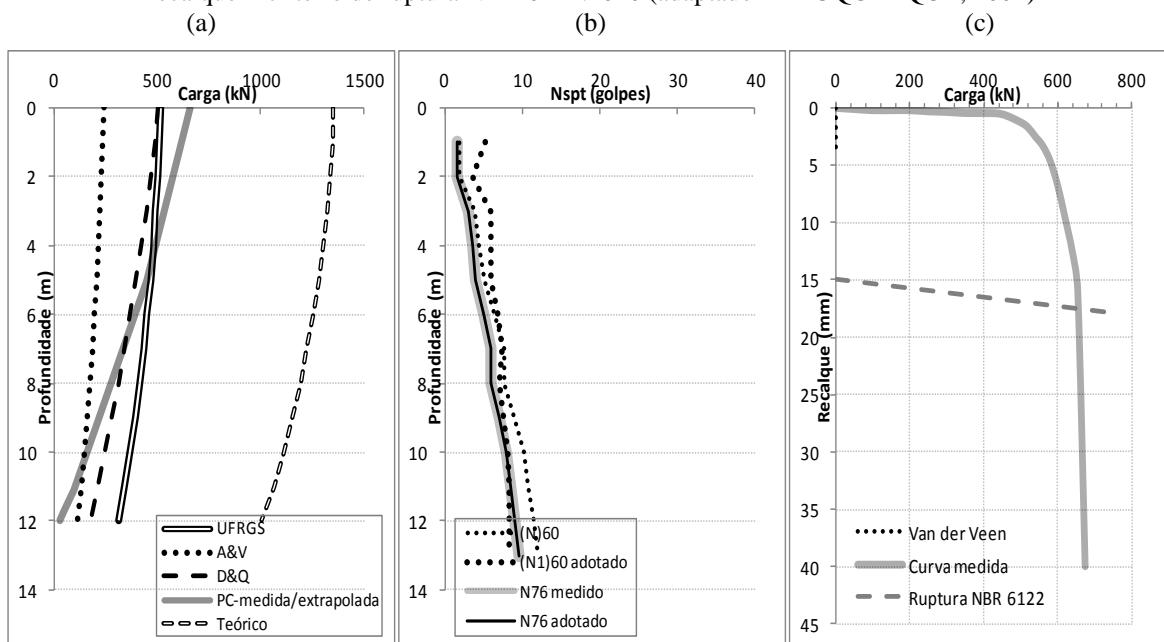 (a)
(b)
(c)
0 500 1000 1500
Carga (kN)
0
2
4
6
8
10
12
14
Profundidade (m)
UFRGS
A&V
D&Q
PC-medida/extrapolada
Teórico
0 10 20 30 40
Nspt (golpes)
0
2
4
6
8
10
12
14
Profundidade (m)
(N)60
(N1)60 adotado
N76 medido
N76 adotado
0 200 400 600 800
Carga (kN)
0
5
10
15
20
25
30
35
40
45
Recalque (mm)
Van der Veen
Curva medida
Ruptura NBR 6122